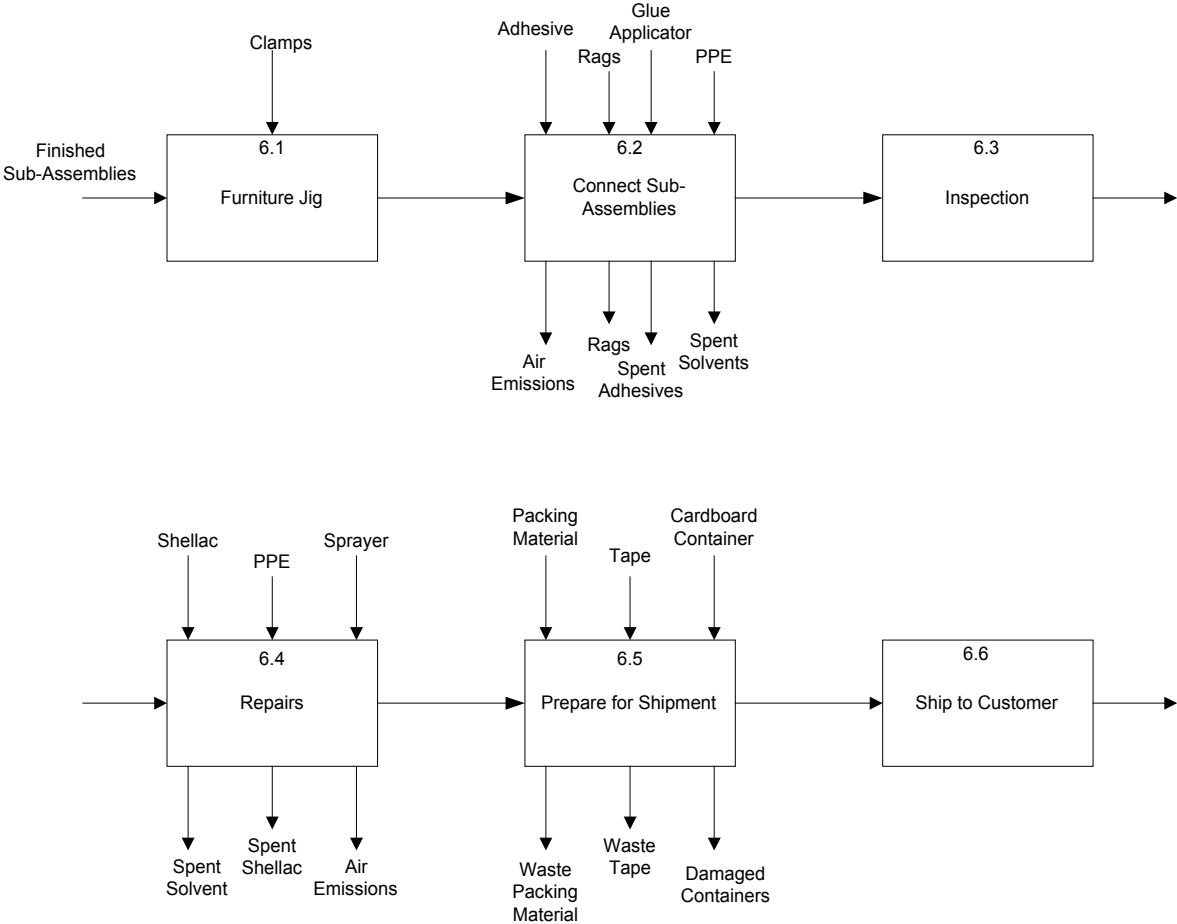 Clamps
Adhesive
Rags
Glue
Applicator
PPE
Finished
Sub-Assemblies
6.1
Furniture Jig
6.2
Connect Sub-
Assemblies
6.3
Inspection
Air
Emissions
Rags
Spent
Adhesives
Spent
Solvents
Shellac
PPE
Sprayer
Packing
Material
Tape
Cardboard
Container
6.4
Repairs
6.5
Prepare for Shipment
6.6
Ship to Customer
Spent
Solvent
Spent
Shellac
Air
Emissions
Waste
Packing
Material
Waste
Tape
Damaged
Containers